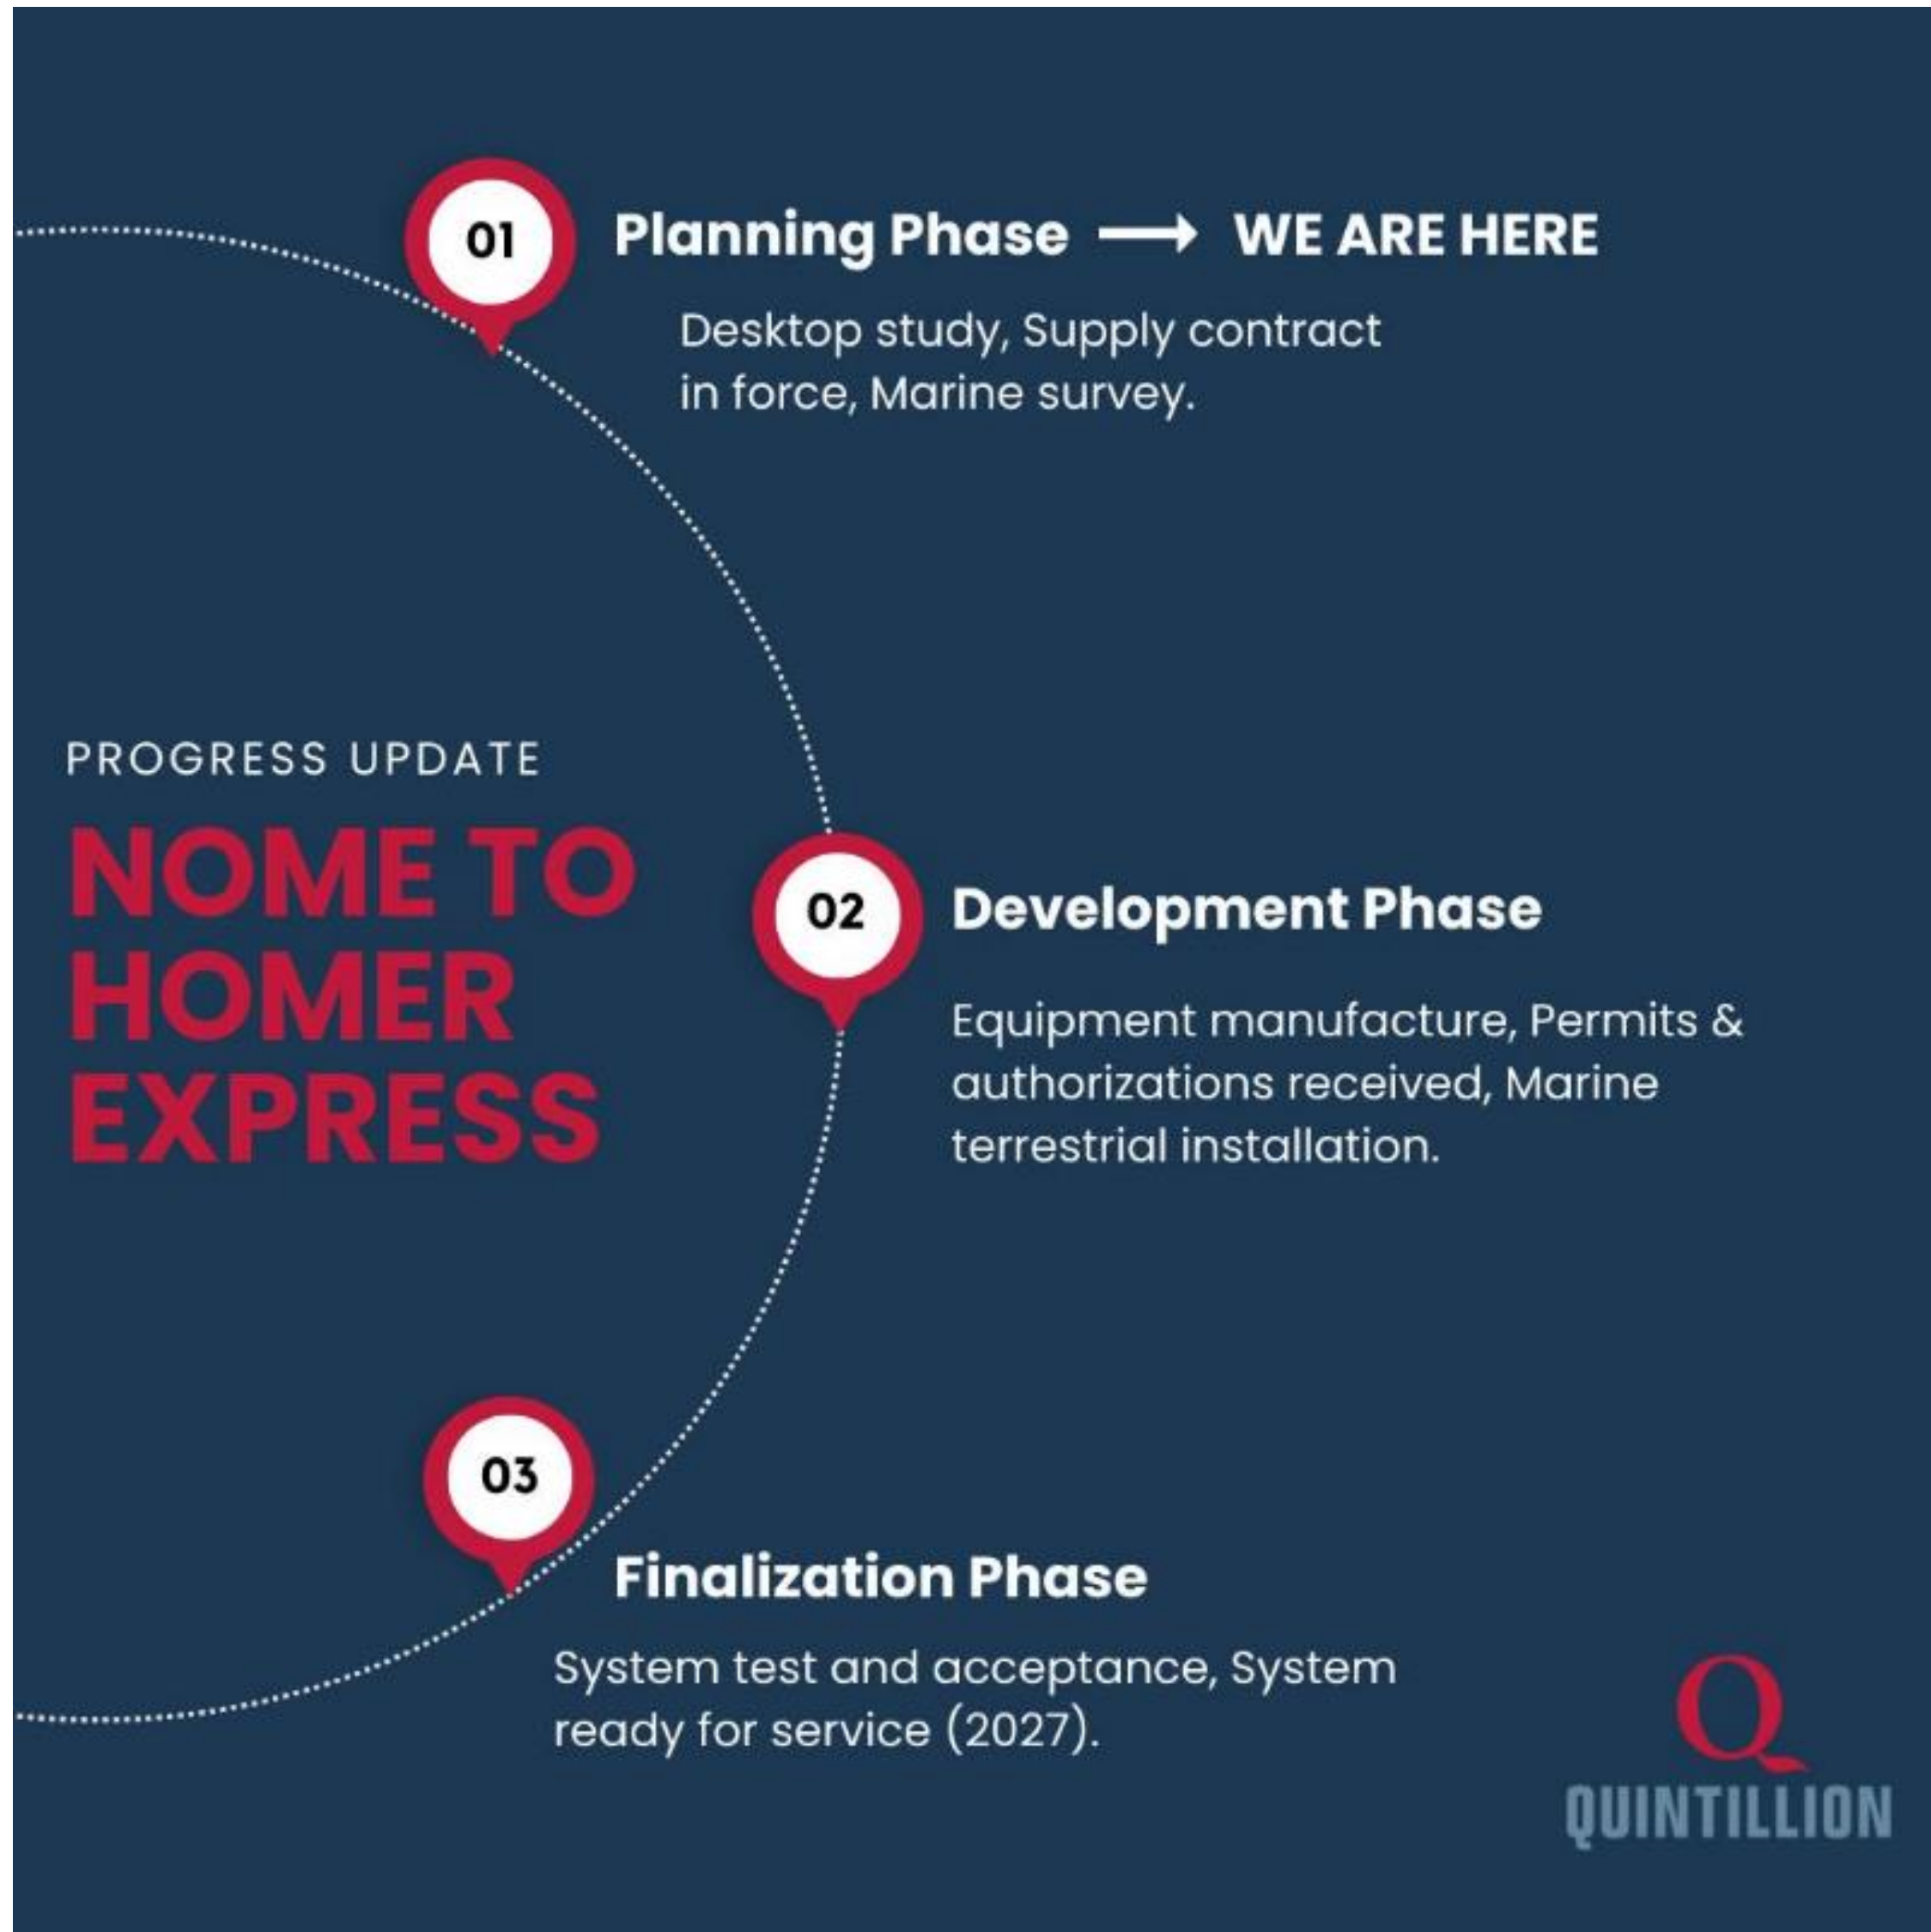 01
Planning Phase → WE ARE HERE
Desktop study, Supply contract
in force, Marine survey.
PROGRESS UPDATE
NOME TO
HOMER
EXPRESS
02
Development Phase
Equipment manufacture, Permits &
authorizations received, Marine
terrestrial installation.
03
Finalization Phase
System test and acceptance, System
ready for service (2027).
Q
QUINTILLION